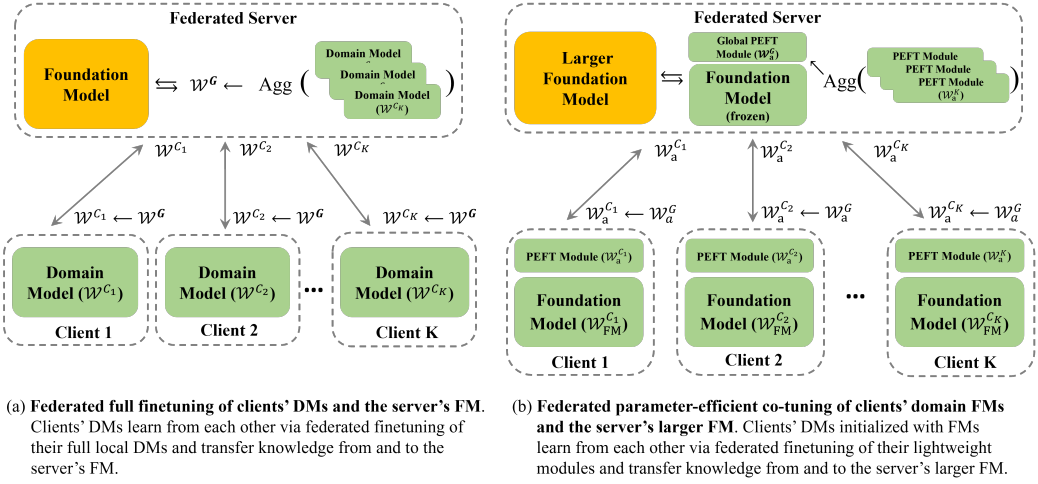 Federated Server
Foundation
Model
⇆ 𝒲^G ← Agg (
Domain Model
Domain Model
Domain Model
(𝒲^{C_K})
)
𝒲^{C_1}
𝒲^{C_2}
𝒲^{C_K}
𝒲^{C_1} ← 𝒲^G
𝒲^{C_2} ← 𝒲^G
𝒲^{C_K} ← 𝒲^G
Domain
Model (𝒲^{C_1})
Client 1
Domain
Model (𝒲^{C_2})
Client 2
...
Domain
Model (𝒲^{C_K})
Client K
(a) Federated full finetuning of clients' DMs and the server's FM.
Clients' DMs learn from each other via federated finetuning of
their full local DMs and transfer knowledge from and to the
server's FM.
Federated Server
Larger
Foundation
Model
⇆
Global PEFT
Module (𝒲_a^G)
Foundation
Model
(frozen)
Agg(
PEFT Module
PEFT Module
PEFT Module
(𝒲_a^K)
)
𝒲_a^{C_1}
𝒲_a^{C_2}
𝒲_a^{C_K}
𝒲_a^{C_1} ← 𝒲_a^G
𝒲_a^{C_2} ← 𝒲_a^G
𝒲_a^{C_K} ← 𝒲_a^G
PEFT Module (𝒲_a^{C_1})
Foundation
Model (𝒲_FM^{C_1})
Client 1
PEFT Module (𝒲_a^{C_2})
Foundation
Model (𝒲_FM^{C_2})
Client 2
...
PEFT Module (𝒲_a^K)
Foundation
Model (𝒲_FM^{C_K})
Client K
(b) Federated parameter-efficient co-tuning of clients' domain FMs
and the server's larger FM. Clients' DMs initialized with FMs
learn from each other via federated finetuning of their lightweight
modules and transfer knowledge from and to the server's larger FM.